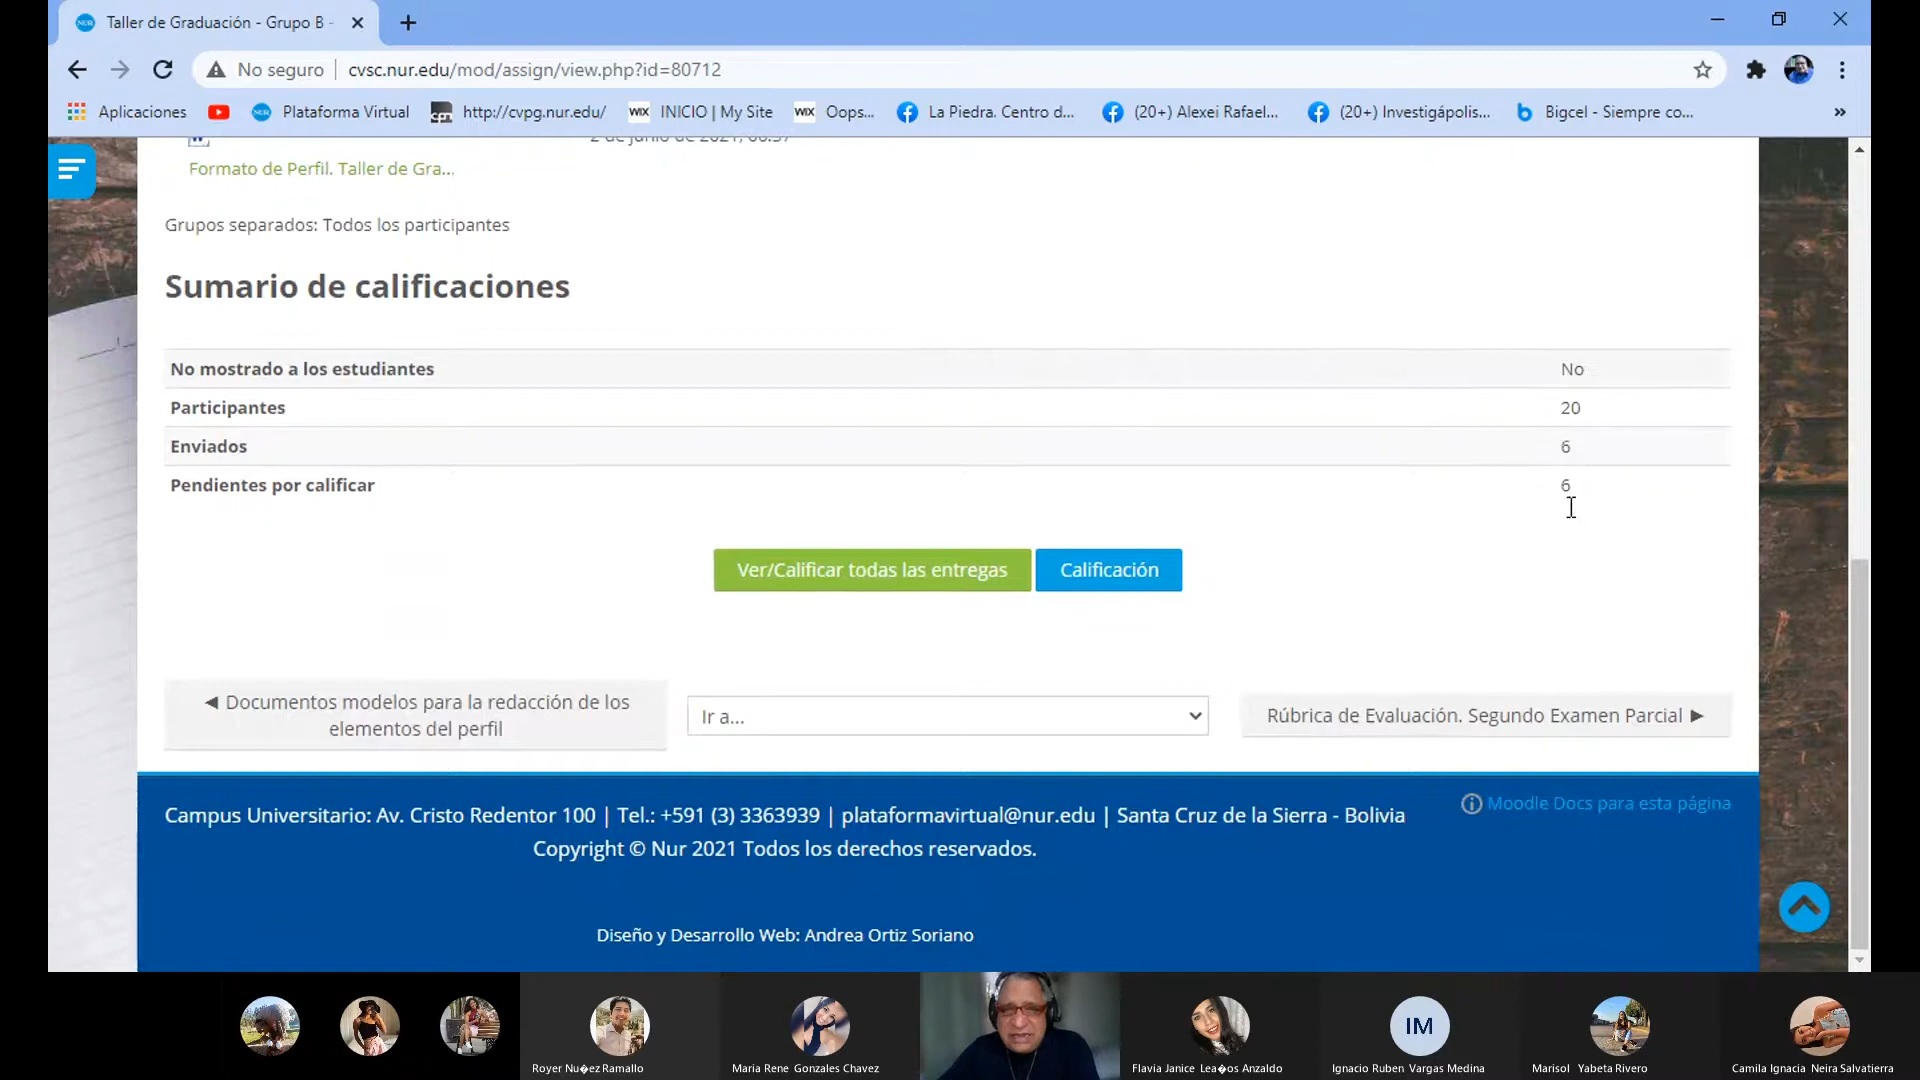 Taller de Graduación - Grupo B -
No seguro
cvsc.nur.edu/mod/assign/view.php?id=80712
Aplicaciones
Plataforma Virtual
http://cvpg.nur.edu/
WIX INICIO | My Site
WIX Oops...
La Piedra. Centro d...
(20+) Alexei Rafael...
(20+) Investigápolis...
Bigcel - Siempre co...
»
Formato de Perfil. Taller de Gra...
Grupos separados: Todos los participantes
Sumario de calificaciones
No mostrado a los estudiantes No
Participantes 20
Enviados 6
Pendientes por calificar 6
Ver/Calificar todas las entregas Calificación
◄ Documentos modelos para la redacción de los
elementos del perfil
Ir a...
Rúbrica de Evaluación. Segundo Examen Parcial ►
Campus Universitario: Av. Cristo Redentor 100 | Tel.: +591 (3) 3363939 | plataformavirtual@nur.edu | Santa Cruz de la Sierra - Bolivia
Moodle Docs para esta página
Copyright © Nur 2021 Todos los derechos reservados.
Diseño y Desarrollo Web: Andrea Ortiz Soriano
IM
Royer Nu�ez Ramallo
Maria Rene Gonzales Chavez
Flavia Janice Lea�os Anzaldo
Ignacio Ruben Vargas Medina
Marisol Yabeta Rivero
Camila Ignacia Neira Salvatierra